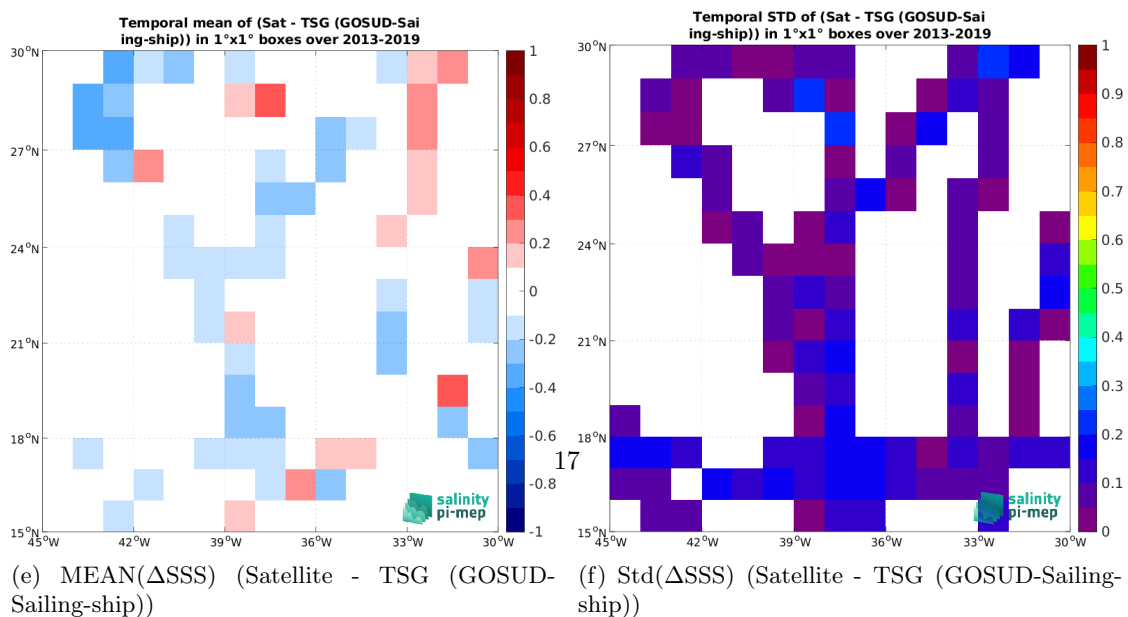 Temporal mean of (Sat - TSG (GOSUD-Sai
ing-ship)) in 1°x1° boxes over 2013-2019
30°N
27°N
24°N
21°N
18°N
15°N
45°W
42°W
39°W
36°W
33°W
30°W
1
0.8
0.6
0.4
0.2
0
-0.2
-0.4
-0.6
-0.8
-1
salinity
pi-mep
Temporal STD of (Sat - TSG (GOSUD-Sai
ing-ship)) in 1°x1° boxes over 2013-2019
30°N
27°N
24°N
21°N
18°N
15°N
45°W
42°W
39°W
36°W
33°W
30°W
1
0.9
0.8
0.7
0.6
0.5
0.4
0.3
0.2
0.1
0
salinity
pi-mep
17
(e) MEAN(ΔSSS) (Satellite - TSG (GOSUD-
Sailing-ship))
(f) Std(ΔSSS) (Satellite - TSG (GOSUD-Sailing-
ship))